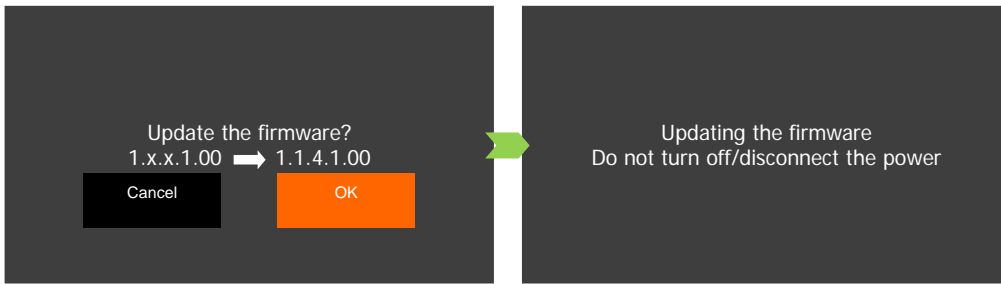 Update the firmware?
1.x.x.1.00 1.1.4.1.00
Cancel OK
Updating the firmware
Do not turn off/disconnect the power